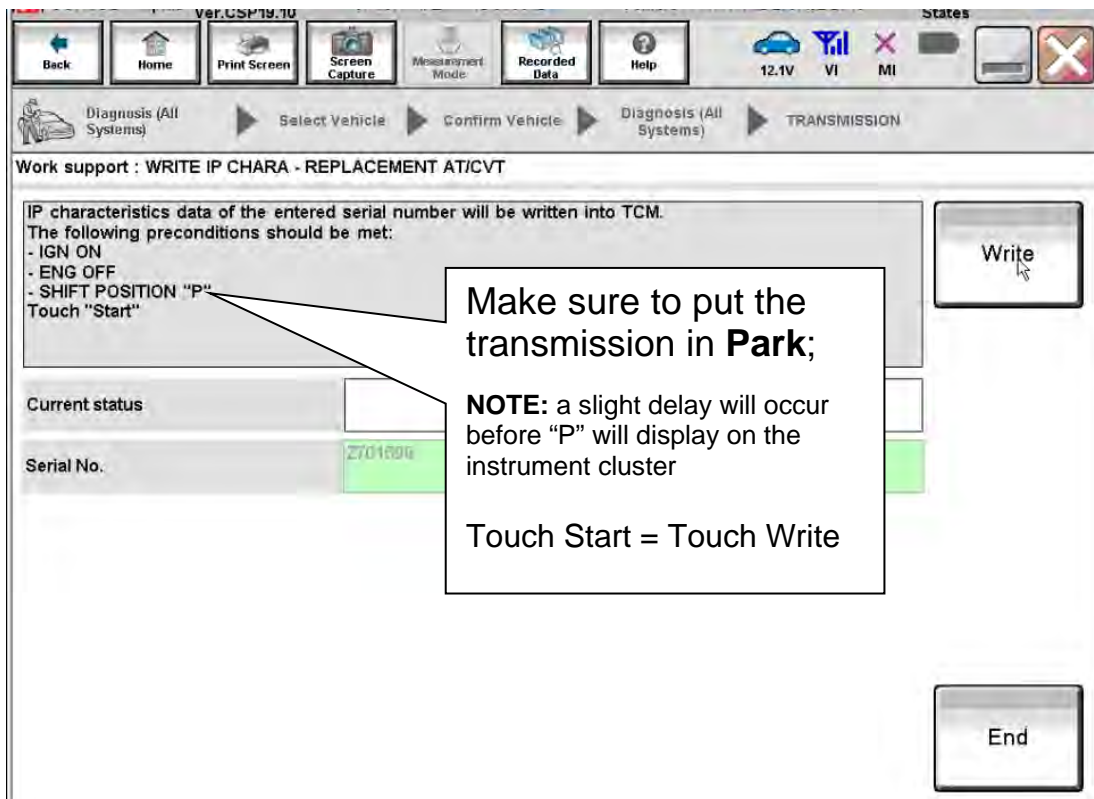 Ver.CSP19.10
States
Back
Home
Print Screen
Screen
Capture
Measurement
Mode
Recorded
Data
Help
12.1V
VI
MI
Diagnosis (All
Systems)
Select Vehicle
Confirm Vehicle
Diagnosis (All
Systems)
TRANSMISSION
Work support : WRITE IP CHARA - REPLACEMENT AT/CVT
IP characteristics data of the entered serial number will be written into TCM.
The following preconditions should be met:
- IGN ON
- ENG OFF
- SHIFT POSITION "P"
Touch "Start"
Write
Make sure to put the
transmission in Park;
NOTE: a slight delay will occur
before “P” will display on the
instrument cluster
Touch Start = Touch Write
Current status
Serial No.
End